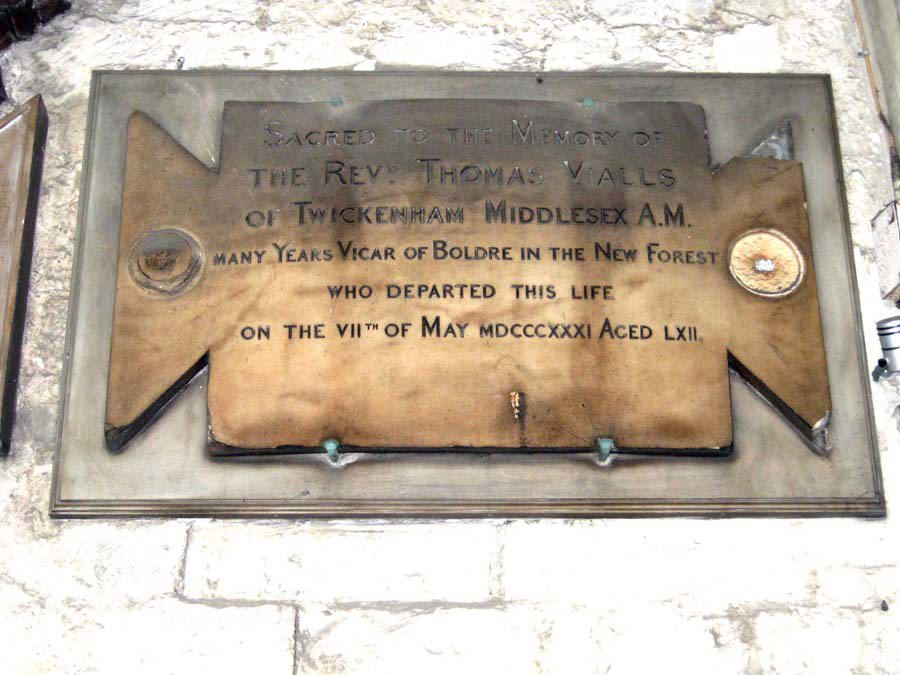 SACRED TO THE MEMORY OF
THE REVD. THOMAS VIALLS
OF TWICKENHAM MIDDLESEX A.M.
MANY YEARS VICAR OF BOLDRE IN THE NEW FOREST
WHO DEPARTED THIS LIFE
ON THE VIITH OF MAY MDCCCXXXI AGED LXII.